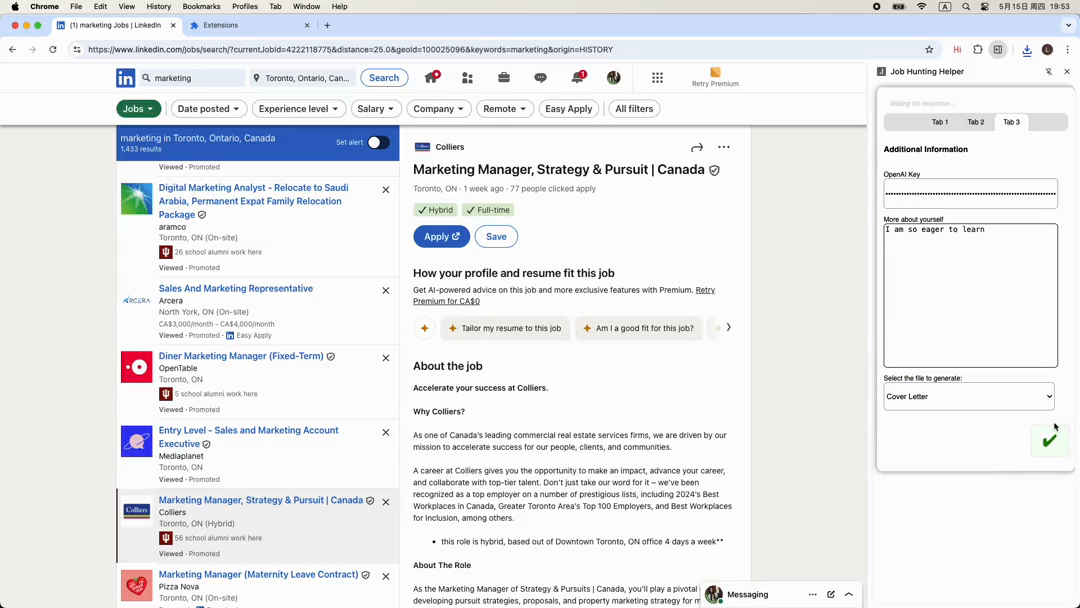 Chrome File Edit View History Bookmarks Profiles Tab Window Help
A 5月15日 周四 19:53
(1) marketing Jobs | LinkedIn
Extensions
https://www.linkedin.com/jobs/search/?currentJobId=4222118775&distance=25.0&geoId=100025096&keywords=marketing&origin=HISTORY
Hi
L
in
marketing
Toronto, Ontario, Can...
Search
1
Retry Premium
Jobs
Date posted
Experience level
Salary
Company
Remote
Easy Apply
All filters
marketing in Toronto, Ontario, Canada
1,433 results
Set alert
Viewed · Promoted
Digital Marketing Analyst - Relocate to Saudi
Arabia, Permanent Expat Family Relocation
Package
aramco
Toronto, ON (On-site)
26 school alumni work here
Viewed · Promoted
ARCERA
Sales And Marketing Representative
Arcera
North York, ON (On-site)
CA$3,000/month - CA$4,000/month
Viewed · Promoted · Easy Apply
Diner Marketing Manager (Fixed-Term)
OpenTable
Toronto, ON
5 school alumni work here
Viewed · Promoted
Entry Level - Sales and Marketing Account
Executive
Mediaplanet
Toronto, ON
Viewed · Promoted
Colliers
Marketing Manager, Strategy & Pursuit | Canada
Colliers
Toronto, ON (Hybrid)
56 school alumni work here
Viewed · Promoted
Marketing Manager (Maternity Leave Contract)
Pizza Nova
Toronto, ON (On-site)
Colliers
Marketing Manager, Strategy & Pursuit | Canada
Toronto, ON · 1 week ago · 77 people clicked apply
Hybrid
Full-time
Apply
Save
How your profile and resume fit this job
Get AI-powered advice on this job and more exclusive features with Premium. Retry
Premium for CA$0
Tailor my resume to this job
Am I a good fit for this job?
About the job
Accelerate your success at Colliers.
Why Colliers?
As one of Canada's leading commercial real estate services firms, we are driven by our
mission to accelerate success for our people, clients, and communities.
A career at Colliers gives you the opportunity to make an impact, advance your career,
and collaborate with top-tier talent. Don't just take our word for it – we've been
recognized as a top employer on a number of prestigious lists, including 2024's Best
Workplaces in Canada, Greater Toronto Area's Top 100 Employers, and Best Workplaces
for Inclusion, among others.
• this role is hybrid, based out of Downtown Toronto, ON office 4 days a week**
About The Role
As the Marketing Manager of Strategy & Pursuits | Canada, you'll play a pivotal
developing pursuit strategies, proposals, and property marketing strategy for m
Messaging
Job Hunting Helper
Waiting for response...
Tab 1
Tab 2
Tab 3
Additional Information
OpenAI Key
More about yourself
I am so eager to learn
Select the file to generate:
Cover Letter